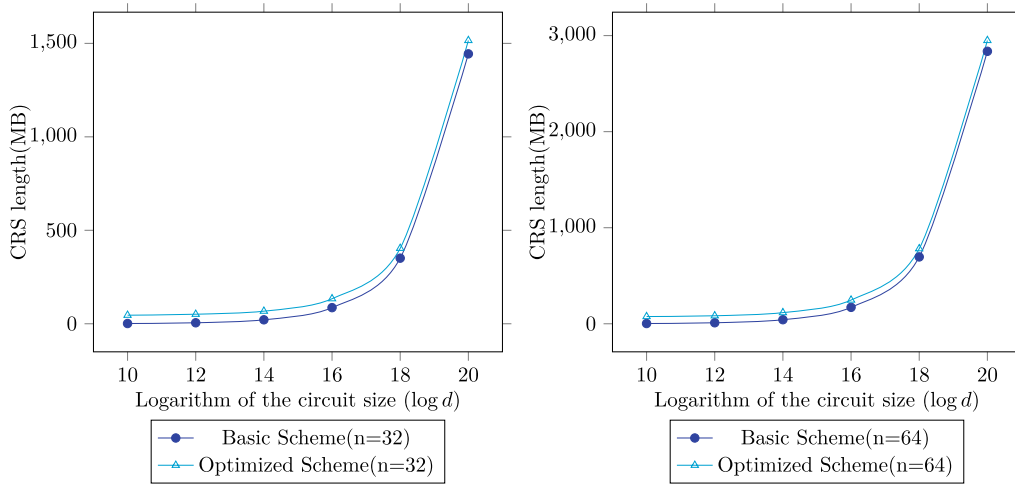 1,500
1,000
500
0
CRS length(MB)
10 12 14 16 18 20
Logarithm of the circuit size (log d)
Basic Scheme(n=32)
Optimized Scheme(n=32)
3,000
2,000
1,000
0
CRS length(MB)
10 12 14 16 18 20
Logarithm of the circuit size (log d)
Basic Scheme(n=64)
Optimized Scheme(n=64)